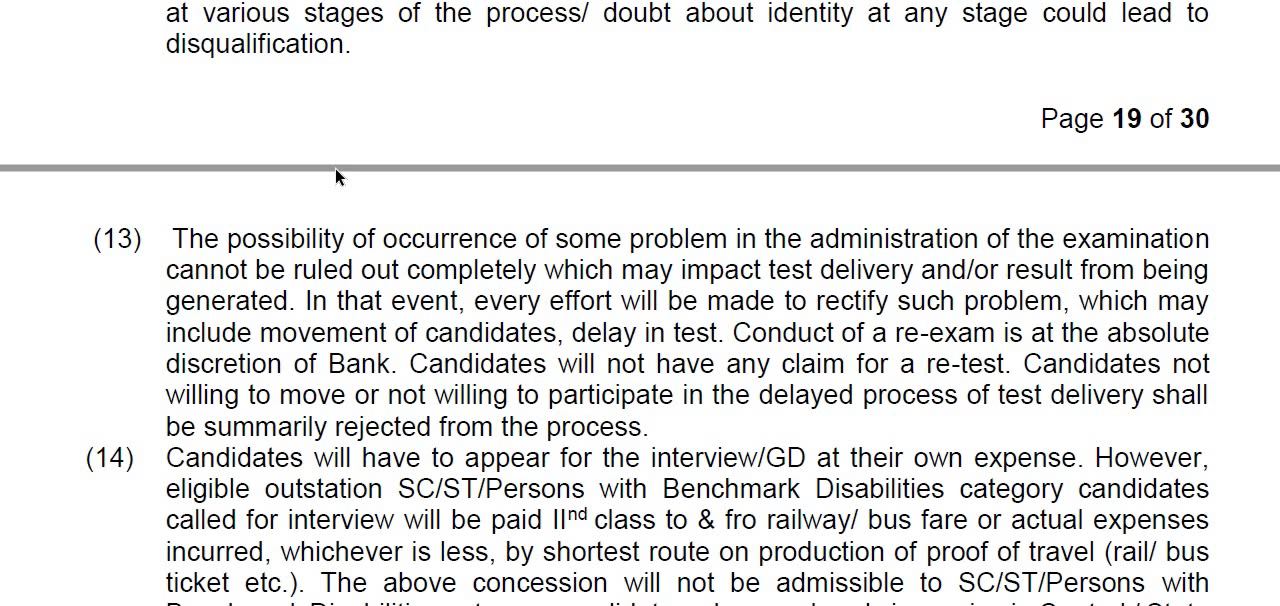 at various stages of the process/ doubt about identity at any stage could lead to
disqualification.
Page 19 of 30
(13) The possibility of occurrence of some problem in the administration of the examination
cannot be ruled out completely which may impact test delivery and/or result from being
generated. In that event, every effort will be made to rectify such problem, which may
include movement of candidates, delay in test. Conduct of a re-exam is at the absolute
discretion of Bank. Candidates will not have any claim for a re-test. Candidates not
willing to move or not willing to participate in the delayed process of test delivery shall
be summarily rejected from the process.
(14) Candidates will have to appear for the interview/GD at their own expense. However,
eligible outstation SC/ST/Persons with Benchmark Disabilities category candidates
called for interview will be paid IInd class to & fro railway/ bus fare or actual expenses
incurred, whichever is less, by shortest route on production of proof of travel (rail/ bus
ticket etc.). The above concession will not be admissible to SC/ST/Persons with